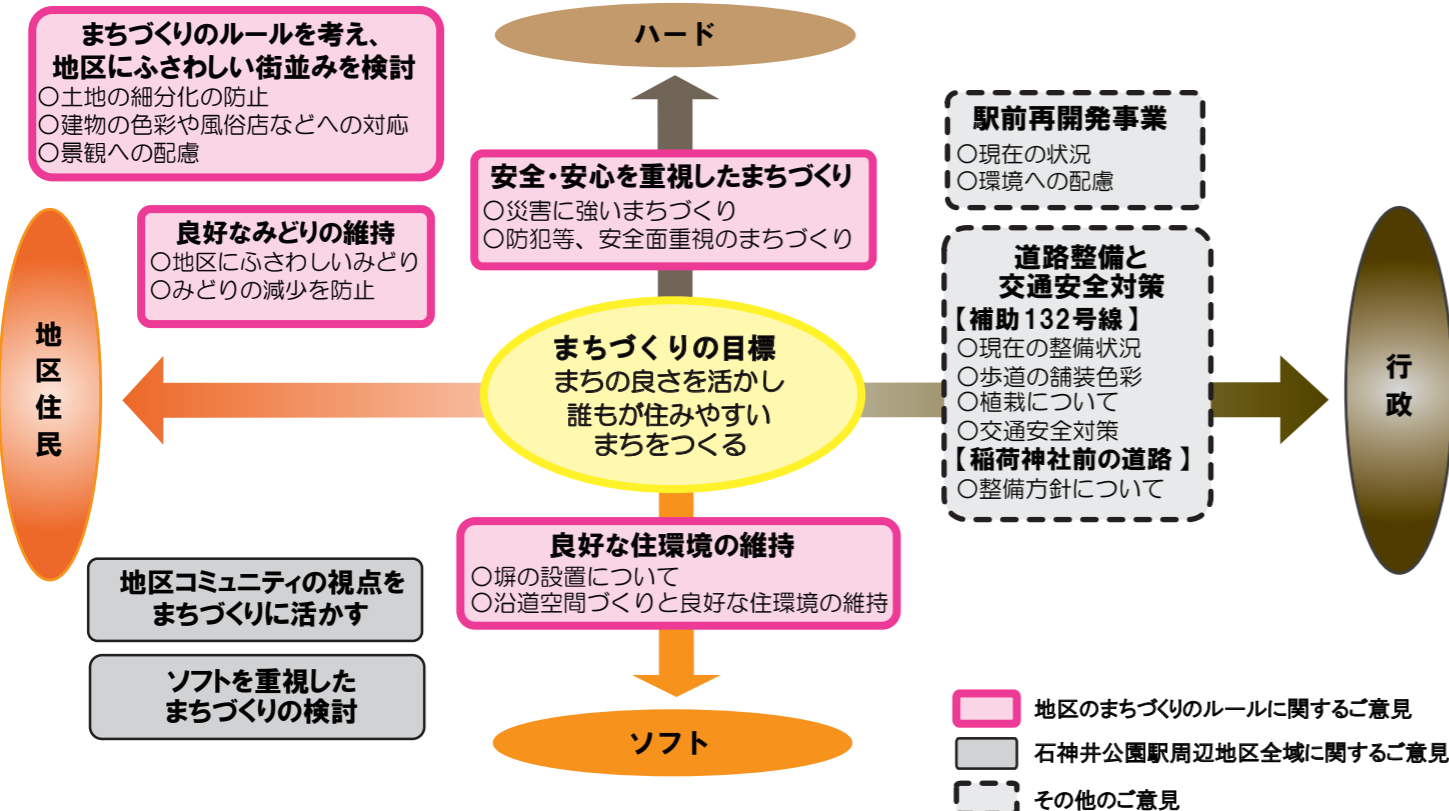 まちづくりのルールを考え、
地区にふさわしい街並みを検討
○土地の細分化の防止
○建物の色彩や風俗店などへの対応
○景観への配慮
ハード
駅前再開発事業
○現在の状況
○環境への配慮
安全・安心を重視したまちづくり
○災害に強いまちづくり
○防犯等、安全面重視のまちづくり
良好なみどりの維持
○地区にふさわしいみどり
○みどりの減少を防止
道路整備と
交通安全対策
【補助132号線】
○現在の整備状況
○歩道の舗装色彩
○植栽について
○交通安全対策
【稲荷神社前の道路】
○整備方針について
地区住民
まちづくりの目標
まちの良さを活かし
誰もが住みやすい
まちをつくる
行政
良好な住環境の維持
○塀の設置について
○沿道空間づくりと良好な住環境の維持
地区コミュニティの視点を
まちづくりに活かす
ソフトを重視した
まちづくりの検討
ソフト
地区のまちづくりのルールに関するご意見
石神井公園駅周辺地区全域に関するご意見
その他のご意見